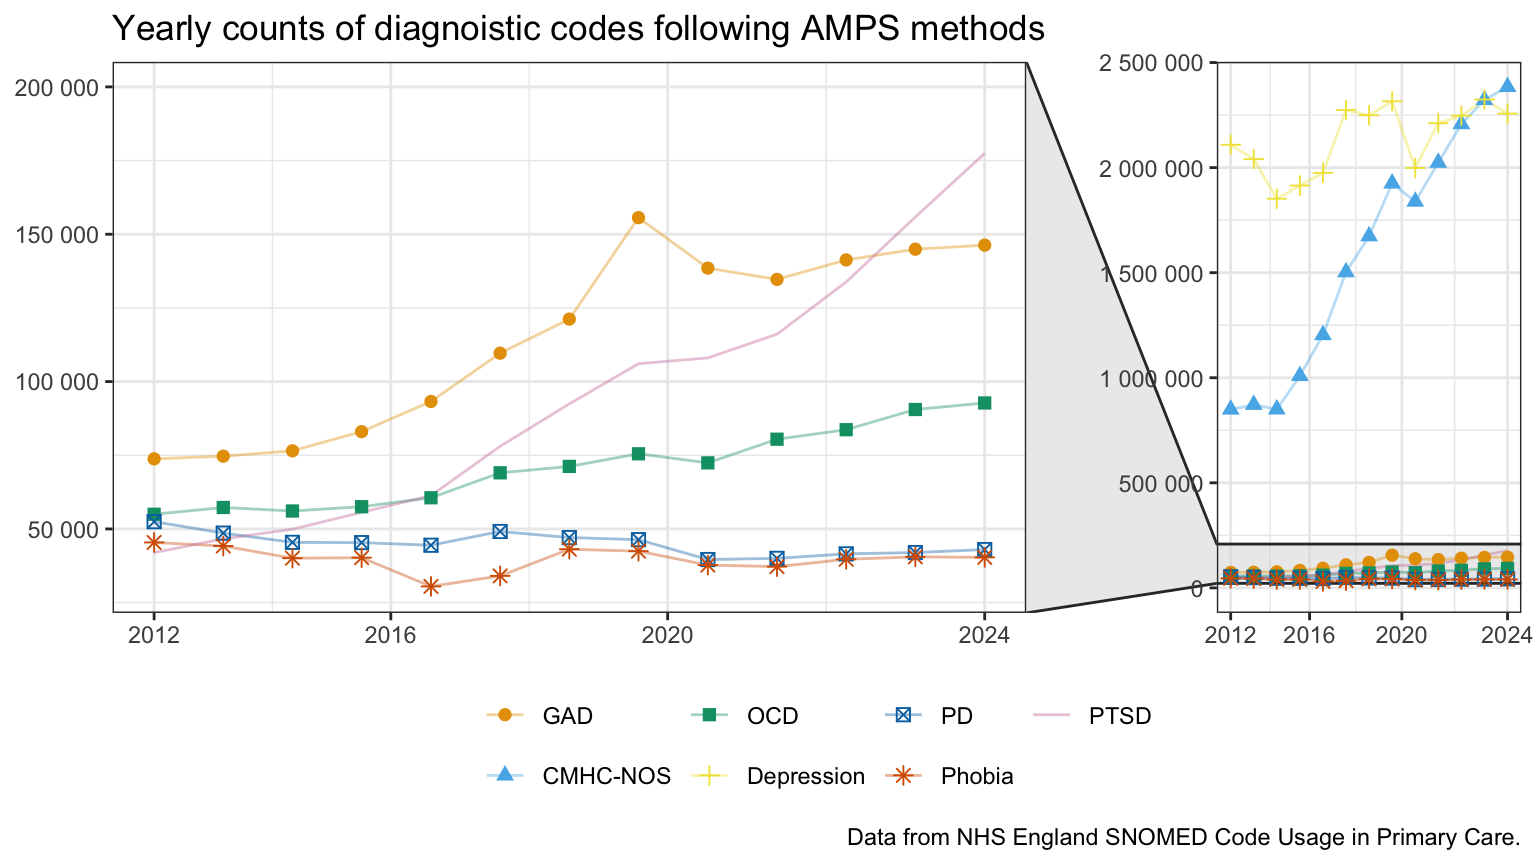 Yearly counts of diagnoistic codes following AMPS methods
200 000
150 000
100 000
50 000
2012
2016
2020
2024
2 500 000
2 000 000
1 500 000
1 000 000
500 000
0
2012
2016
2020
2024
GAD
OCD
PD
PTSD
CMHC-NOS
Depression
Phobia
Data from NHS England SNOMED Code Usage in Primary Care.